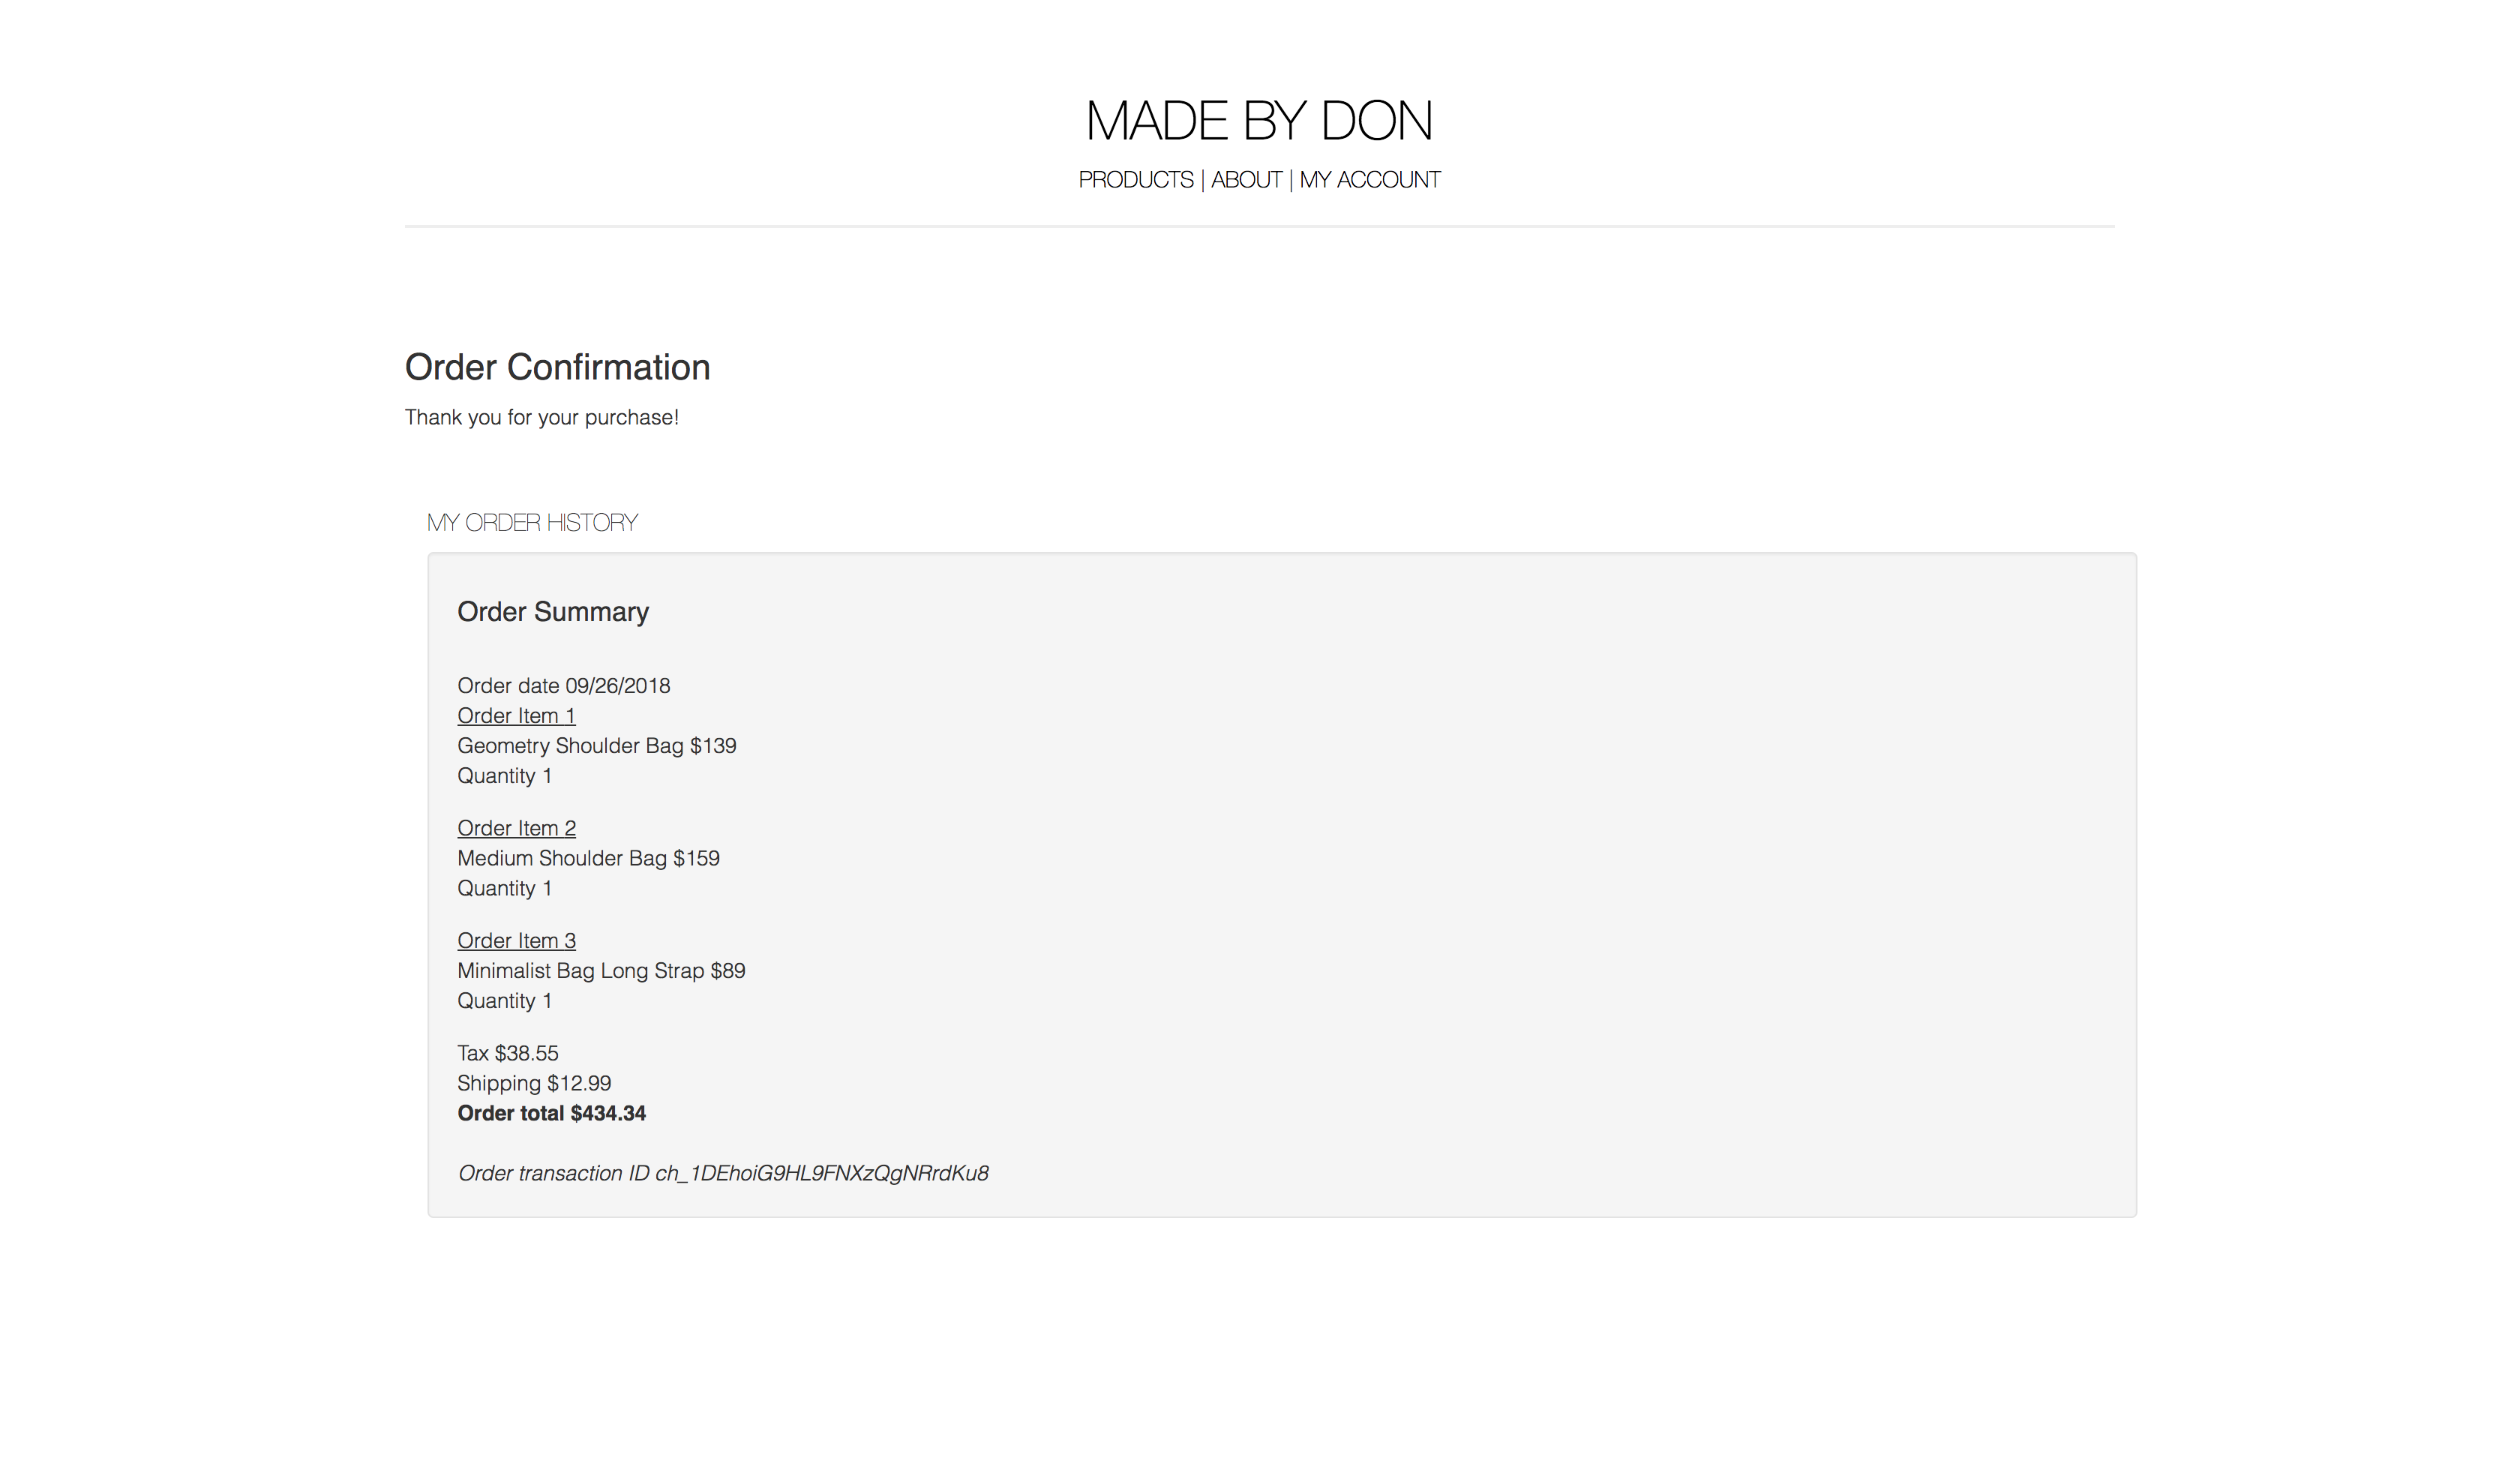 MADE BY DON
PRODUCTS | ABOUT | MY ACCOUNT
Order Confirmation
Thank you for your purchase!
MY ORDER HISTORY
Order Summary
Order date 09/26/2018
Order Item 1
Geometry Shoulder Bag $139
Quantity 1
Order Item 2
Medium Shoulder Bag $159
Quantity 1
Order Item 3
Minimalist Bag Long Strap $89
Quantity 1
Tax $38.55
Shipping $12.99
Order total $434.34
Order transaction ID ch_1DEhoiG9HL9FNXzQgNRrdKu8